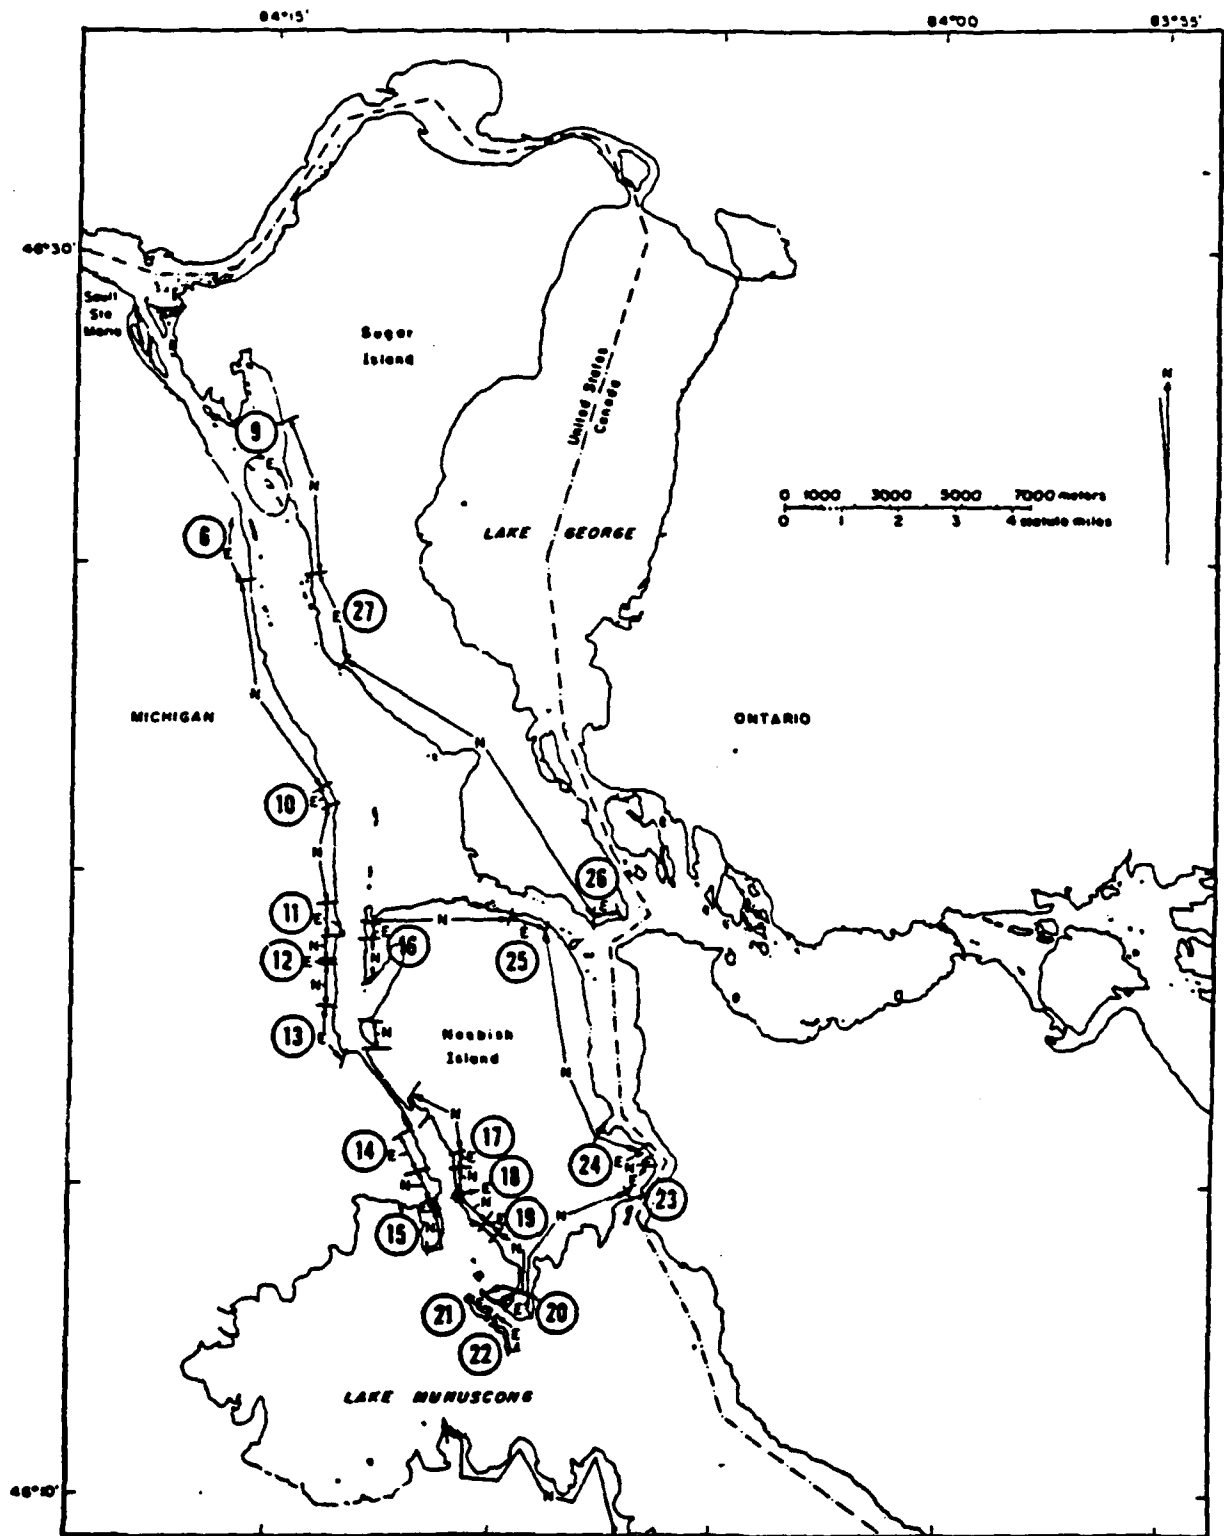 84°15'
84°00'
83°55'
46°30'
Sault
Ste
Marie
Sugar
Island
United States
Canada
N
9
E
N
0 1000 3000 5000 7000 meters
0 1 2 3 4 statute miles
LAKE GEORGE
6
E
27
E
N
MICHIGAN
ONTARIO
N
10
E
N
26
E
11
E
N
E
25
E
16
N
12
E
N
N
13
E
N
Neebish
Island
N
N
17
E
14
E
24
E
N
E
N
18
E
N
23
N
15
N
19
E
N
N
20
E
21
E
22
E
LAKE MUNUSCONG
N
46°10'